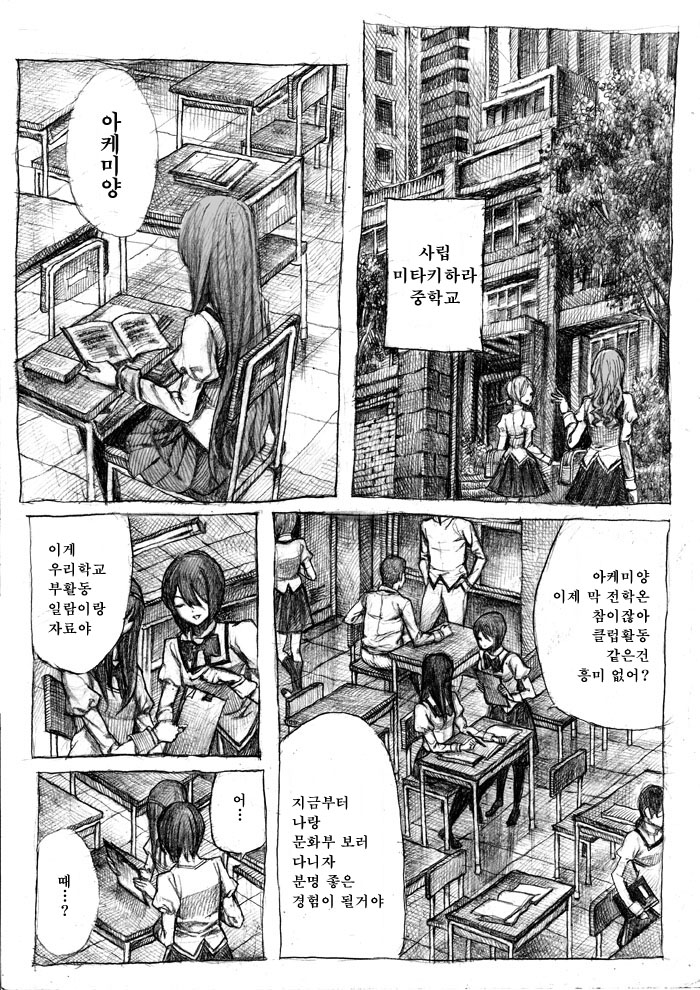 사립
미타키하라
중학교
아케미양
아케미양
이제 막 전학온
참이잖아
클럽활동
같은건
흥미 없어?
지금부터
나랑
문화부 보러
다니자
분명 좋은
경험이 될거야
이게
우리학교
부활동
일람이랑
자료야
어…
때…?